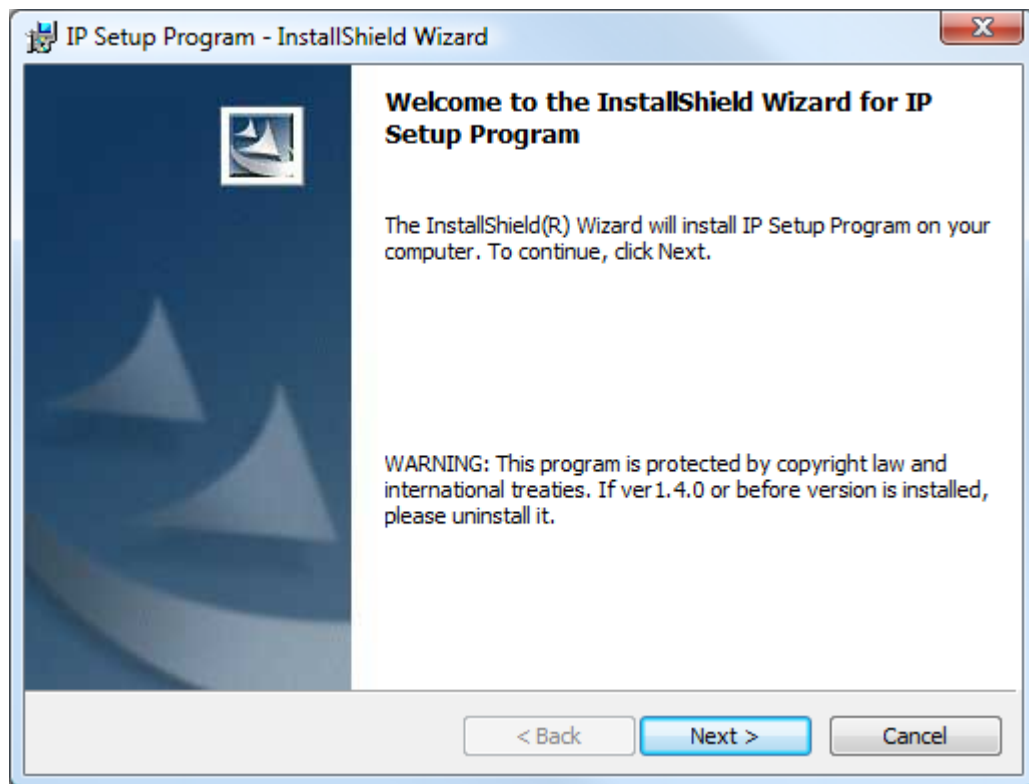 IP Setup Program - InstallShield Wizard
Welcome to the InstallShield Wizard for IP
Setup Program
The InstallShield(R) Wizard will install IP Setup Program on your
computer. To continue, click Next.
WARNING: This program is protected by copyright law and
international treaties. If ver1.4.0 or before version is installed,
please uninstall it.
< Back
Next >
Cancel